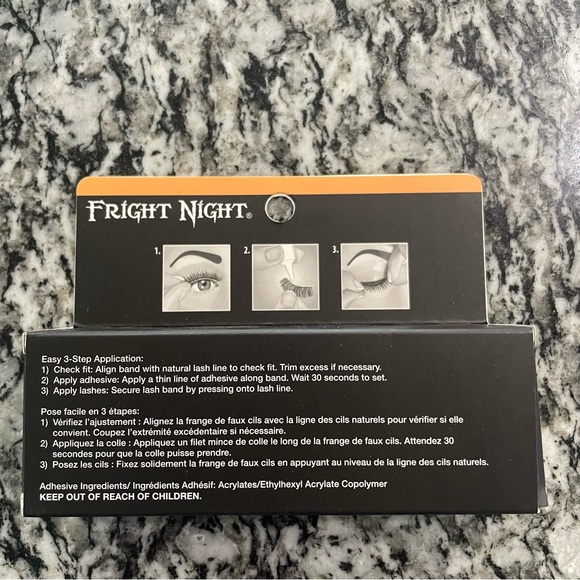 FRIGHT NIGHT®
1. 2. 3.
Easy 3-Step Application:
1) Check fit: Align band with natural lash line to check fit. Trim excess if necessary.
2) Apply adhesive: Apply a thin line of adhesive along band. Wait 30 seconds to set.
3) Apply lashes: Secure lash band by pressing onto lash line.
Pose facile en 3 étapes:
1) Vérifiez l'ajustement : Alignez la frange de faux cils avec la ligne des cils naturels pour vérifier si elle
convient. Coupez l'extrémité excédentaire si nécessaire.
2) Appliquez la colle : Appliquez un filet mince de colle le long de la frange de faux cils. Attendez 30
secondes pour que la colle puisse prendre.
3) Posez les cils : Fixez solidement la frange de faux cils en appuyant au niveau de la ligne des cils naturels.
Adhesive Ingredients/ Ingrédients Adhésif: Acrylates/Ethylhexyl Acrylate Copolymer
KEEP OUT OF REACH OF CHILDREN.